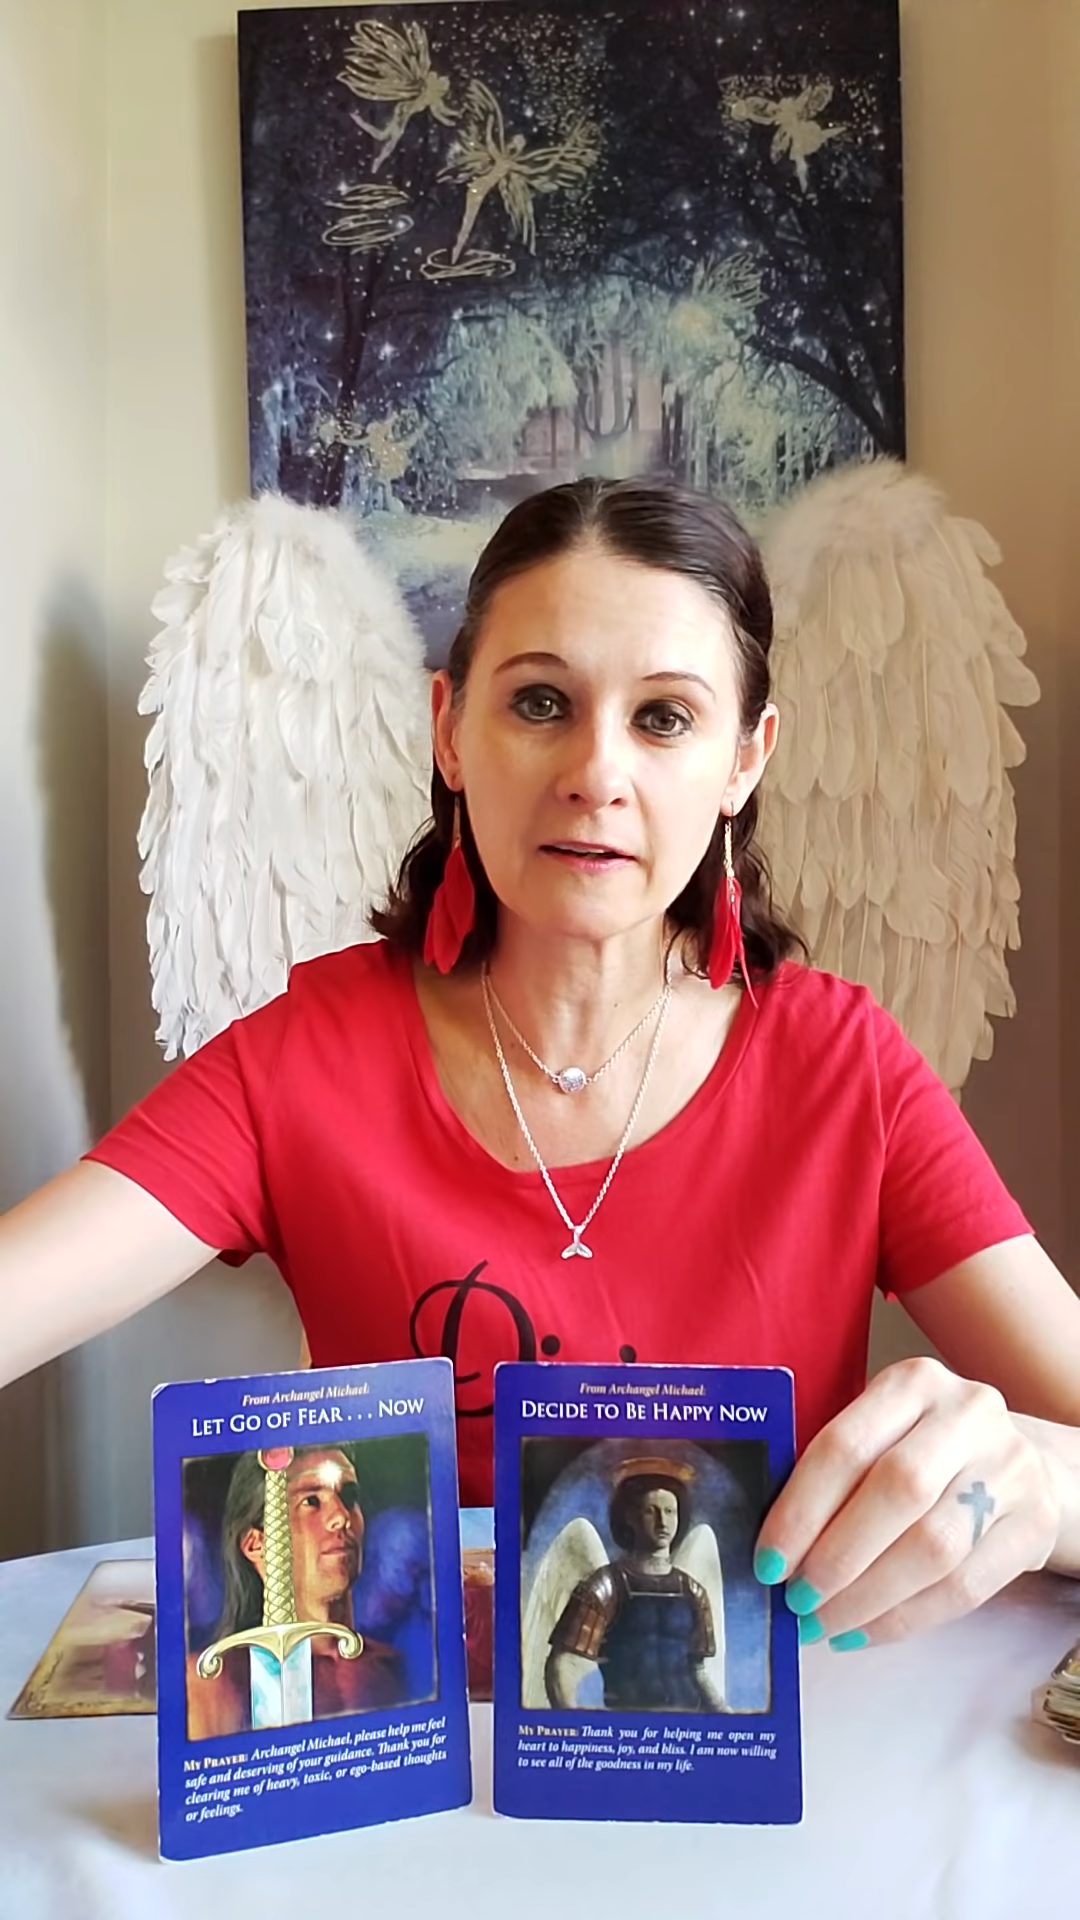 From Archangel Michael:
LET GO OF FEAR . . . NOW
MY PRAYER: Archangel Michael, please help me feel
safe and deserving of your guidance. Thank you for
clearing me of heavy, toxic, or ego-based thoughts
or feelings.
From Archangel Michael:
DECIDE TO BE HAPPY NOW
MY PRAYER: Thank you for helping me open my
heart to happiness, joy, and bliss. I am now willing
to see all of the goodness in my life.